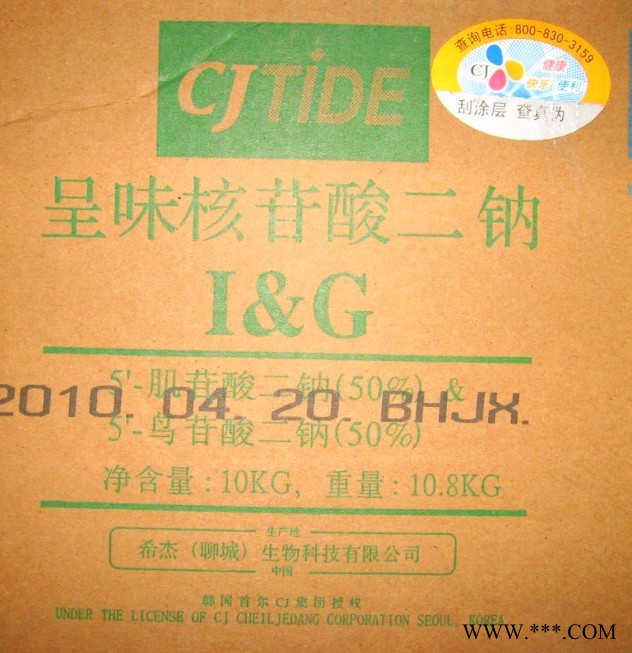 CJTIDE
查询电话:800-830-3159
CJ
健康
快乐 便利
刮涂层 查真伪
呈味核苷酸二钠
I&G
5'-肌苷酸二钠(50%) &
2010. 04. 20. BHJX.
5'-鸟苷酸二钠(50%)
净含量:10KG, 重量:10.8KG
生产地
希杰(聊城)生物科技有限公司
中国
韩国首尔CJ集团授权
UNDER THE LICENSE OF CJ CHEILJEDANG CORPORATION SEOUL, KOREA
WWW.***.COM